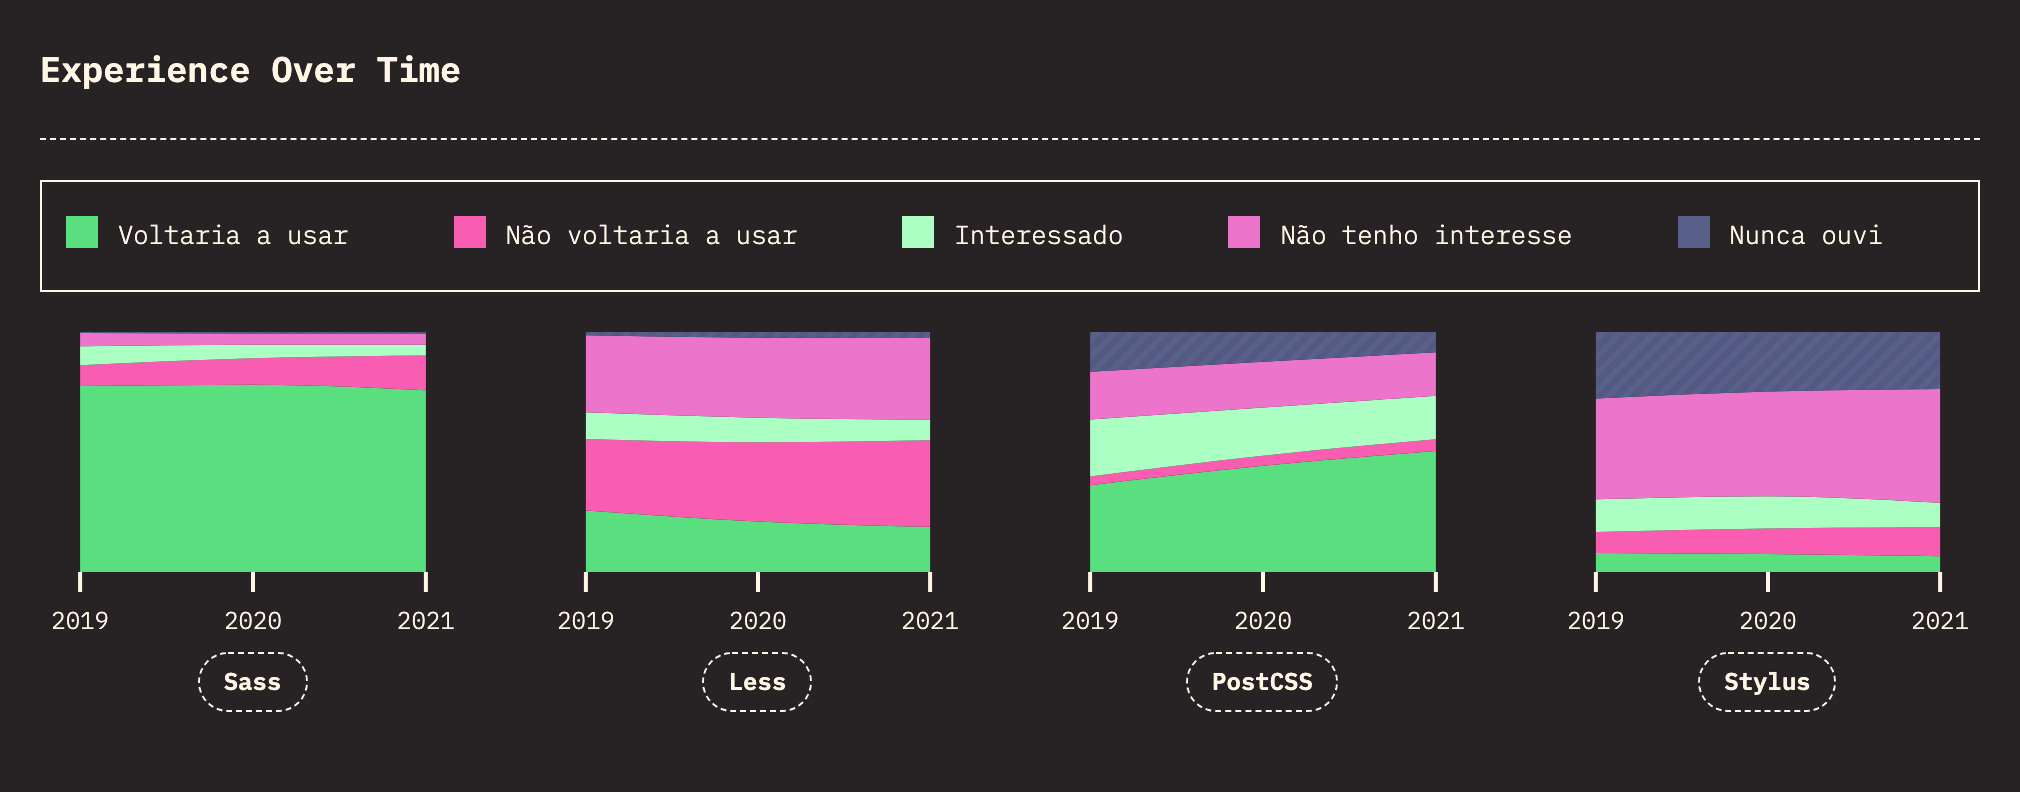 Experience Over Time
Voltaria a usar
Não voltaria a usar
Interessado
Não tenho interesse
Nunca ouvi
2019 2020 2021
Sass
2019 2020 2021
Less
2019 2020 2021
PostCSS
2019 2020 2021
Stylus